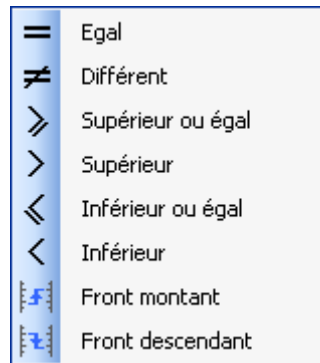 Egal
Différent
Supérieur ou égal
Supérieur
Inférieur ou égal
Inférieur
Front montant
Front descendant